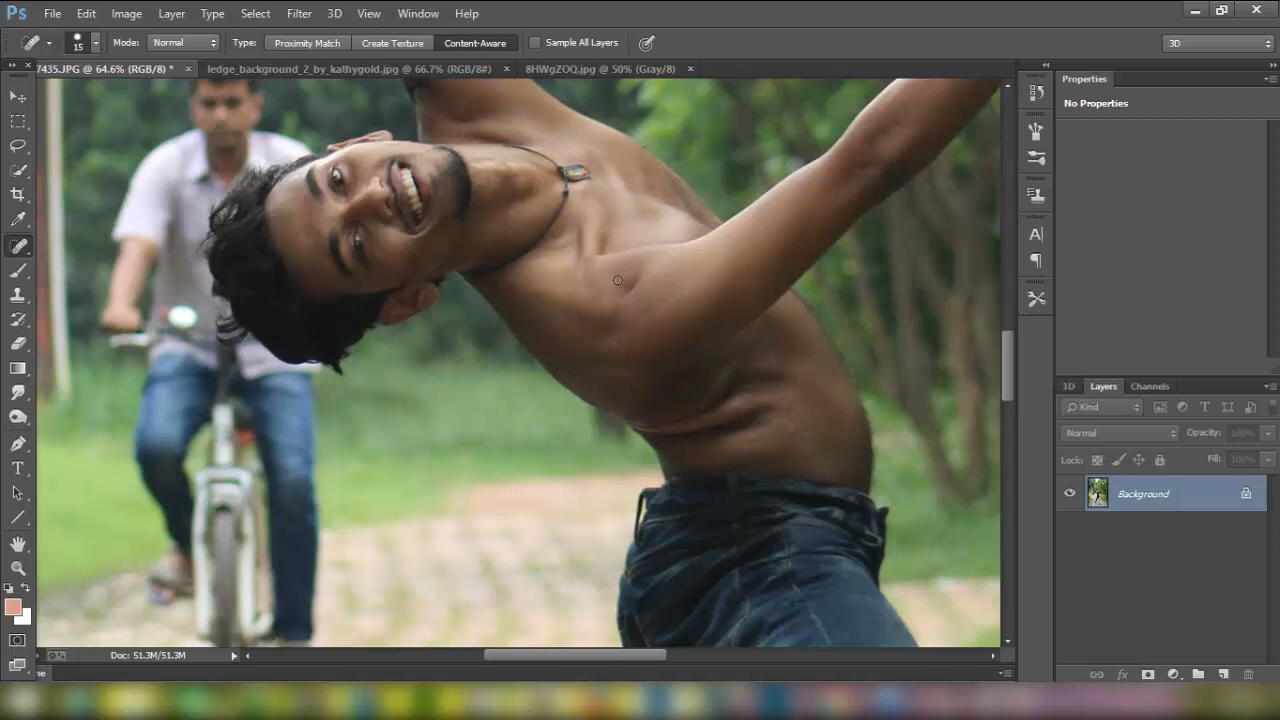 Ps File Edit Image Layer Type Select Filter 3D View Window Help
15 Mode: Normal Type: Proximity Match Create Texture Content-Aware Sample All Layers 3D
7435.JPG @ 64.6% (RGB/8) * × ledge_background_2_by_kathygold.jpg @ 66.7% (RGB/8#) × 8HWgZOQ.jpg @ 50% (Gray/8) ×
Properties
No Properties
3D Layers Channels
Kind
Normal Opacity: 100%
Lock: Fill: 100%
Background
Doc: 51.3M/51.3M
ne